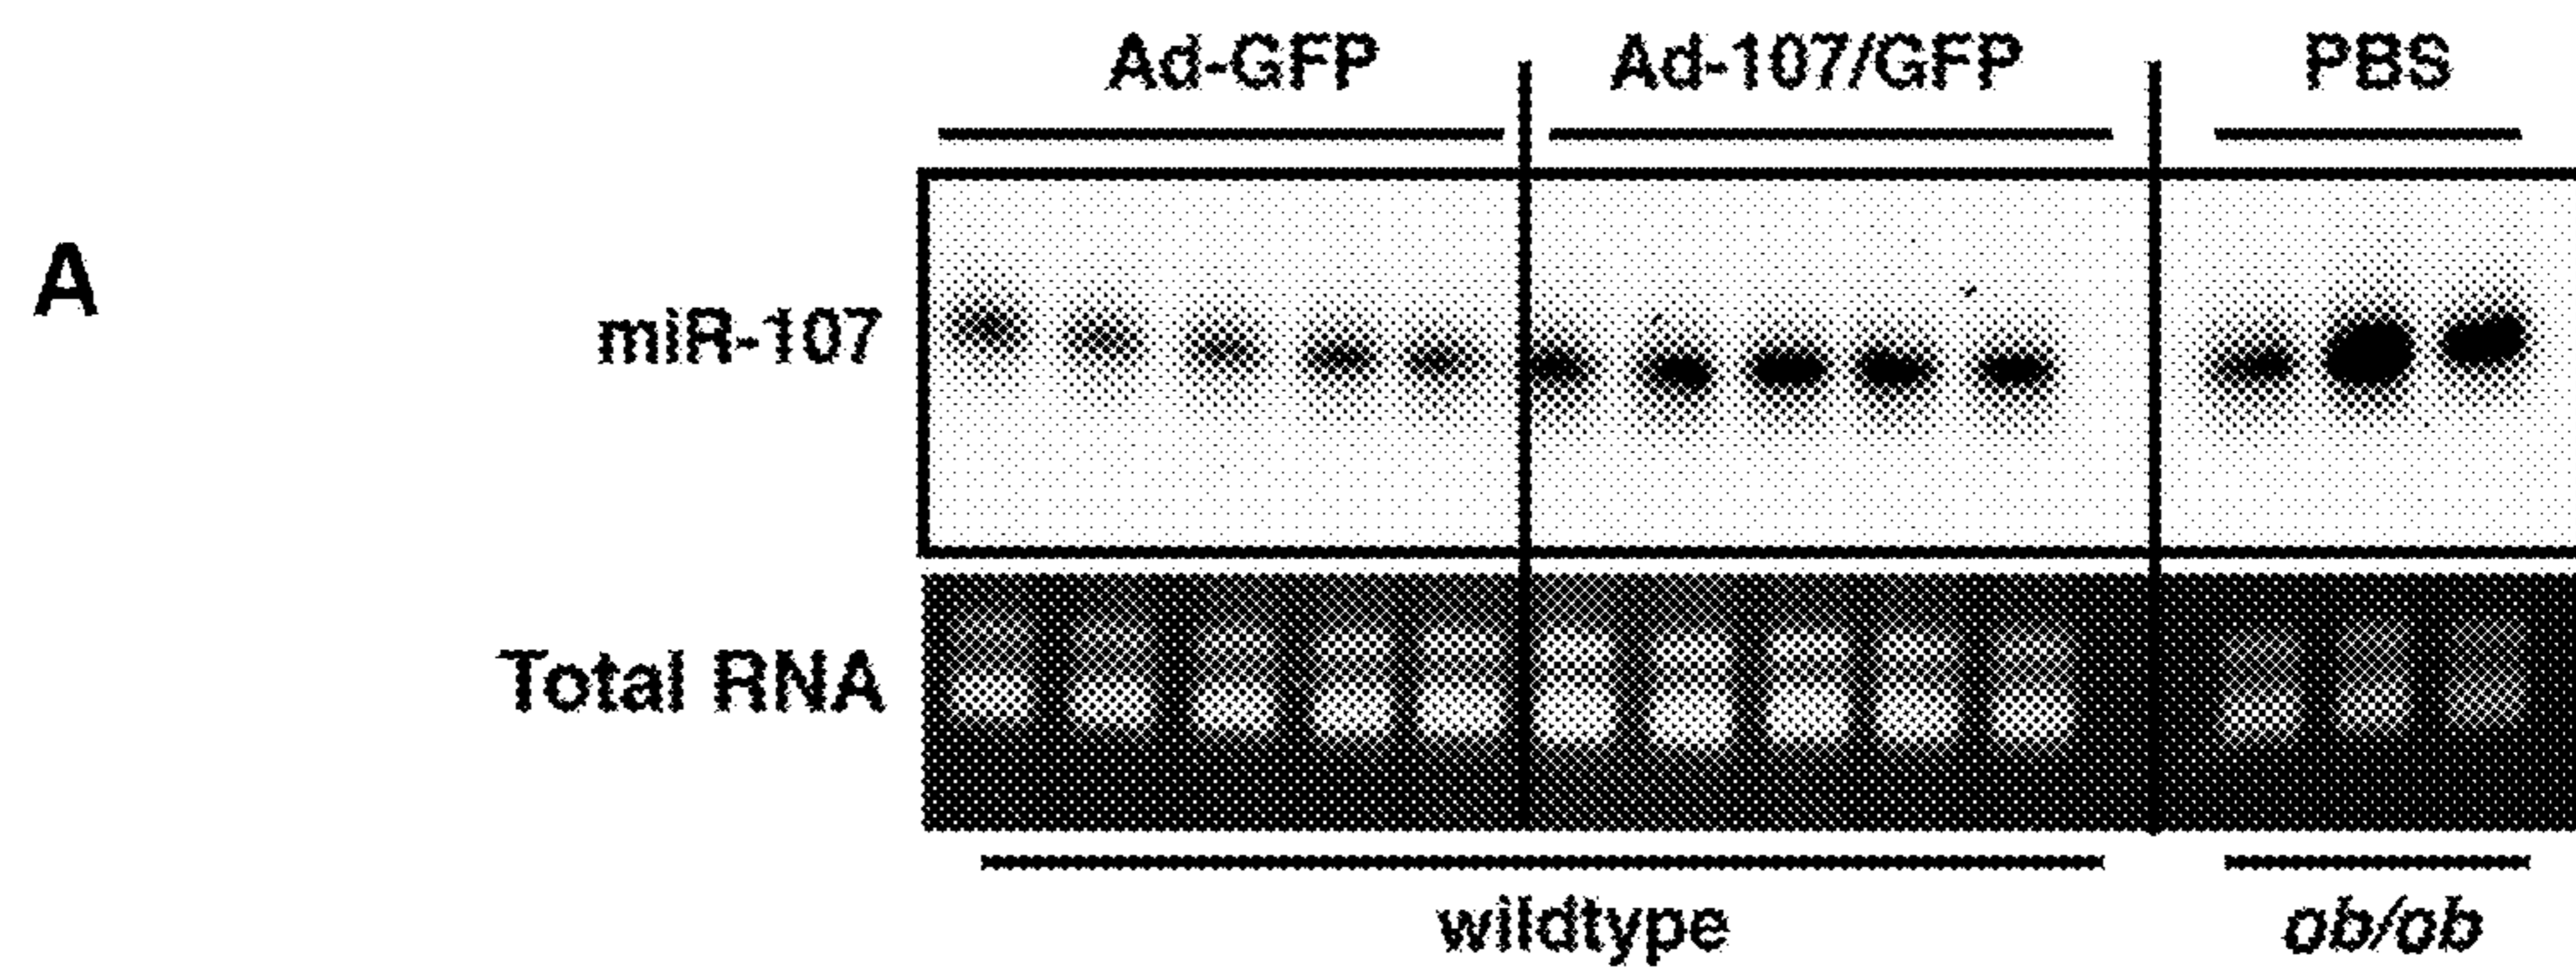 Ad-GFP Ad-107/GFP PBS
A
miR-107
Total RNA
wildtype ob/ob